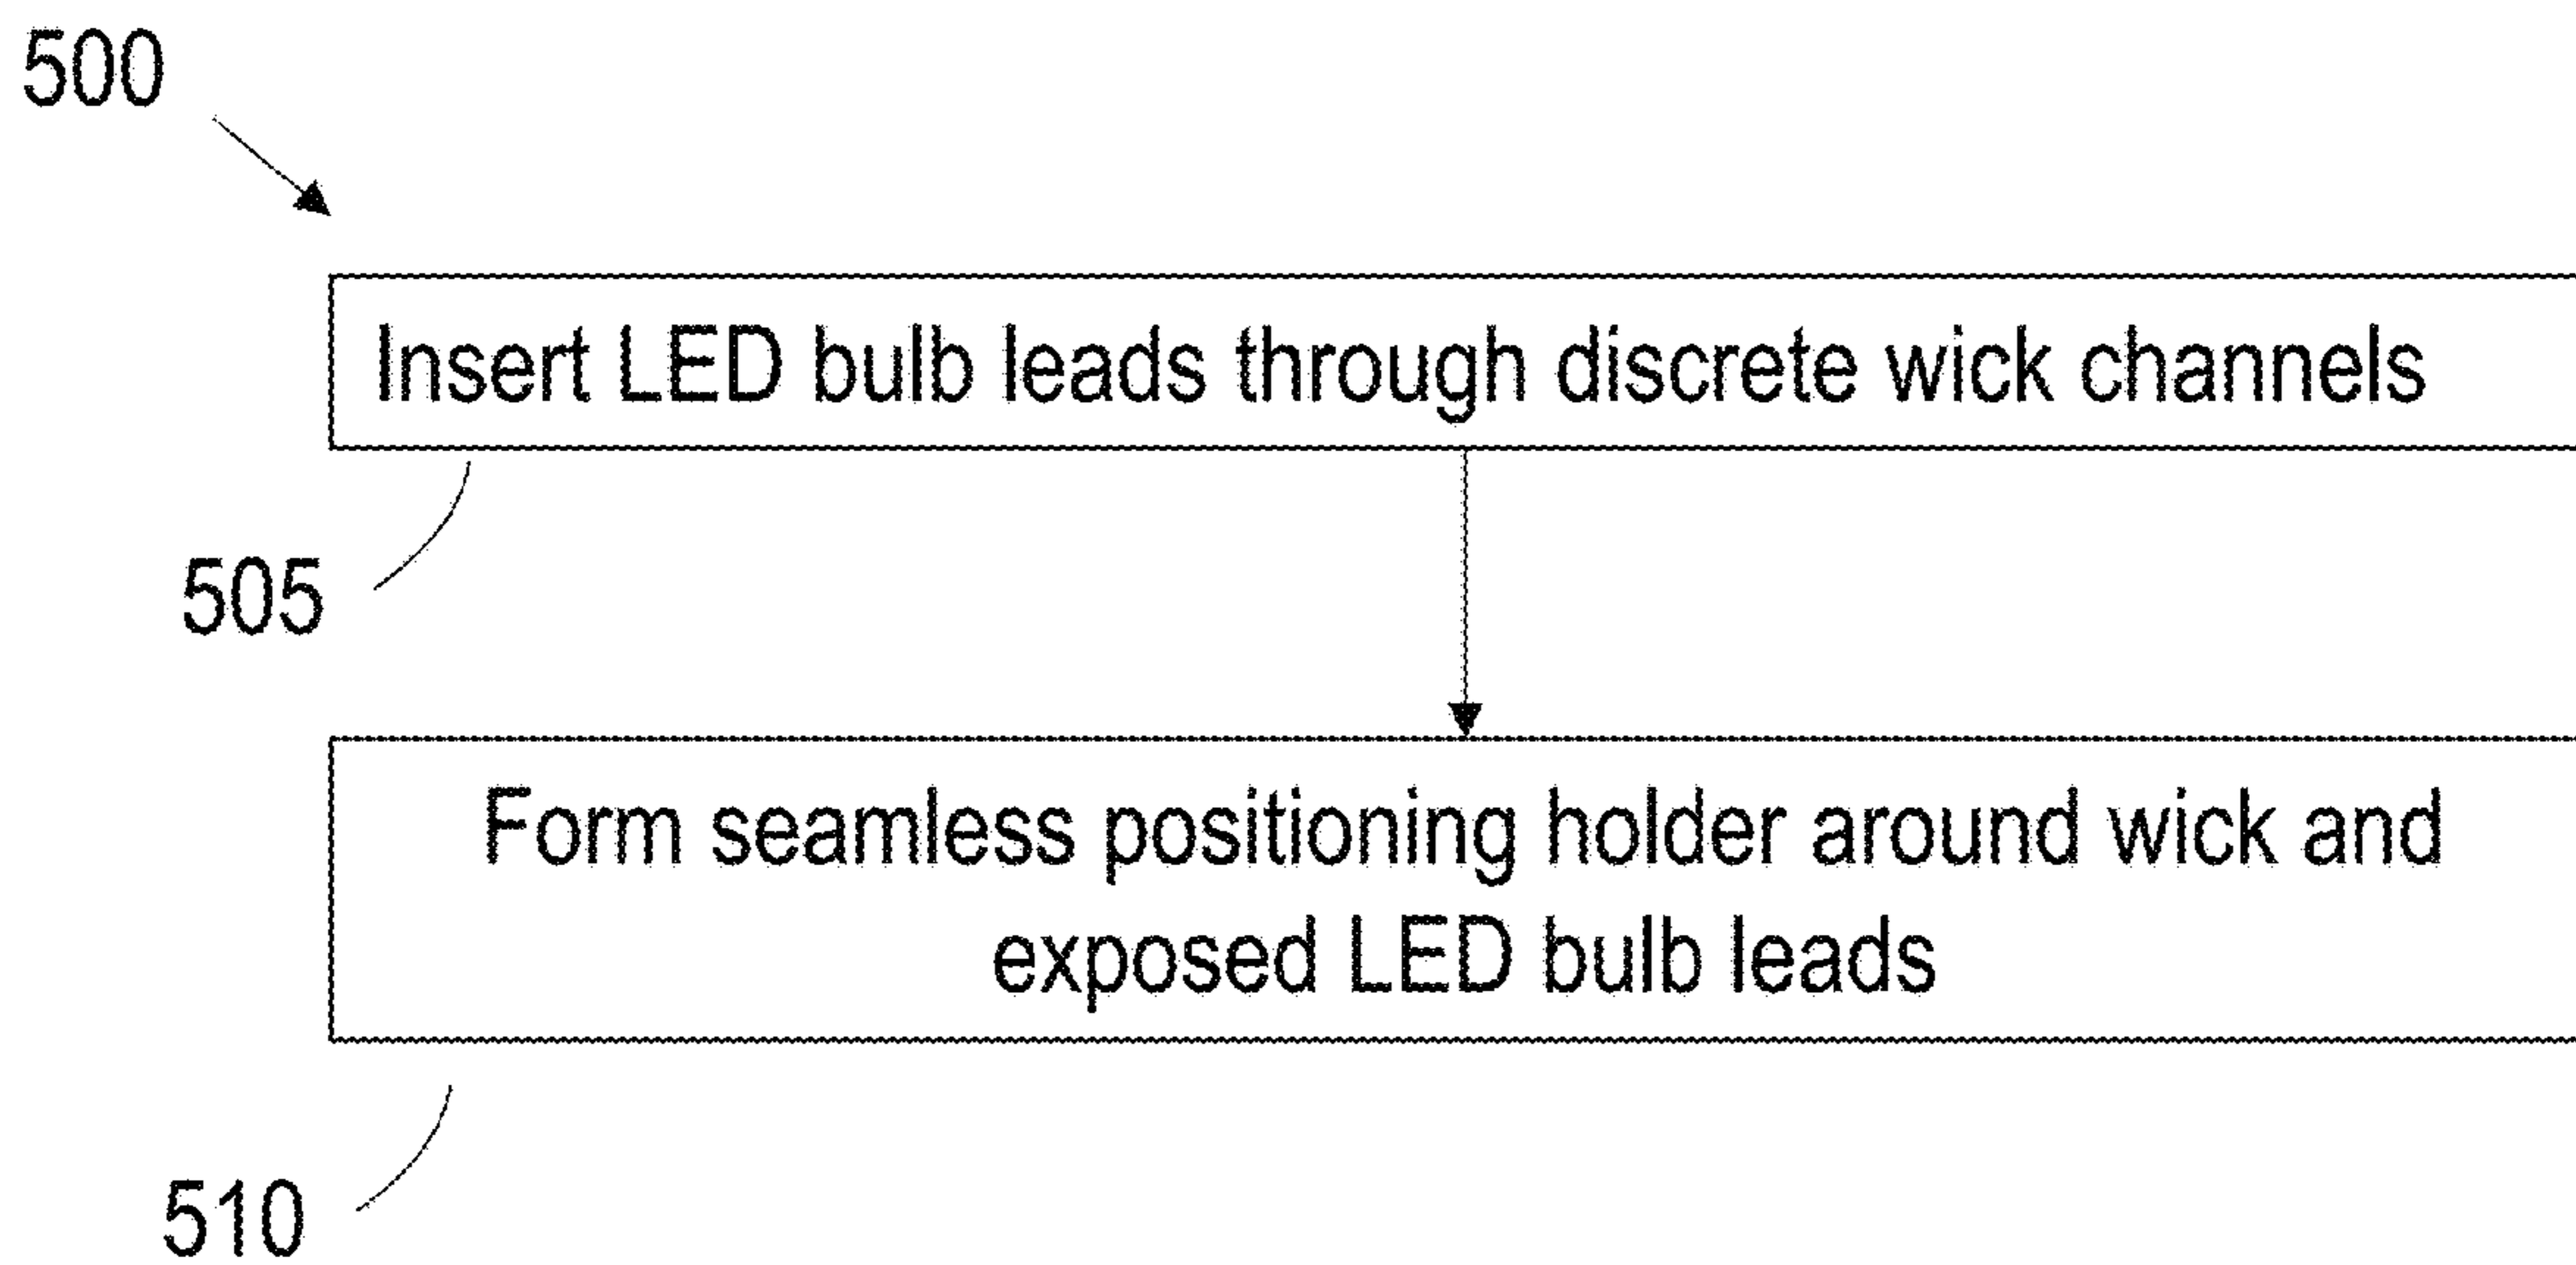 500
Insert LED bulb leads through discrete wick channels
505
Form seamless positioning holder around wick and
exposed LED bulb leads
510